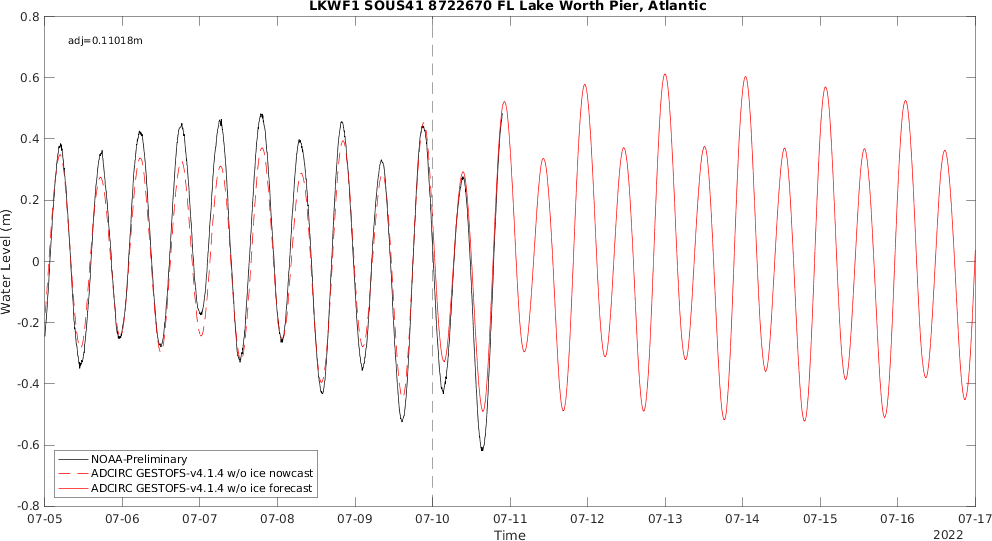 LKWF1 SOUS41 8722670 FL Lake Worth Pier, Atlantic
0.8
adj=0.11018m
0.6
0.4
0.2
0
-0.2
-0.4
-0.6
-0.8
Water Level (m)
NOAA-Preliminary
ADCIRC GESTOFS-v4.1.4 w/o ice nowcast
ADCIRC GESTOFS-v4.1.4 w/o ice forecast
07-05 07-06 07-07 07-08 07-09 07-10 07-11 07-12 07-13 07-14 07-15 07-16 07-17
Time
2022